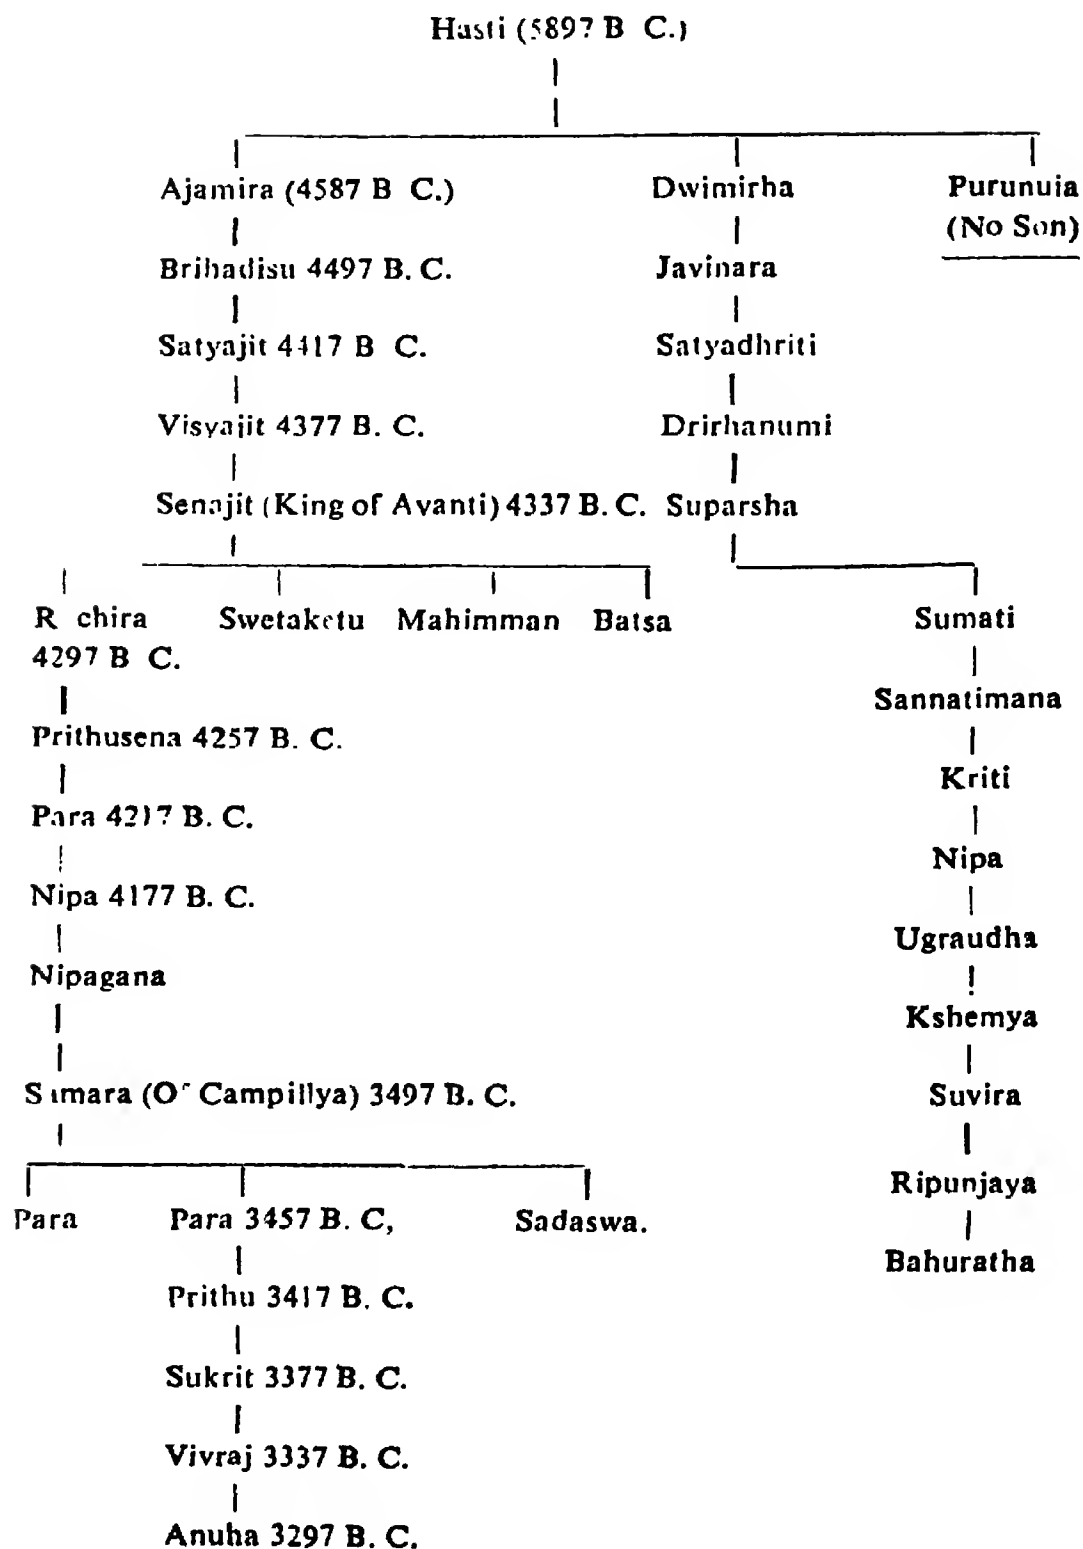 Hasti (5897 B C.)
Ajamira (4587 B C.) Dwimirha Purunuia
(No Son)
Brihadisu 4497 B. C. Javinara
Satyajit 4417 B C. Satyadhriti
Visyajit 4377 B. C. Drirhanumi
Senajit (King of Avanti) 4337 B. C. Suparsha
R chira Swetaketu Mahimman Batsa Sumati
4297 B C.
Sannatimana
Prithusena 4257 B. C.
Kriti
Para 4217 B. C.
Nipa
Nipa 4177 B. C.
Ugraudha
Nipagana
Kshemya
Samara (Of Campillya) 3497 B. C. Suvira
Ripunjaya
Para Para 3457 B. C, Sadaswa.
Bahuratha
Prithu 3417 B. C.
Sukrit 3377 B. C.
Vivraj 3337 B. C.
Anuha 3297 B. C.